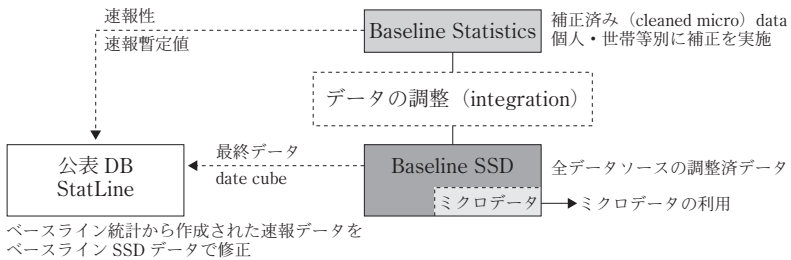 速報性
速報暫定値
Baseline Statistics
補正済み（cleaned micro）data
個人・世帯等別に補正を実施
データの調整（integration）
公表 DB
StatLine
最終データ
date cube
Baseline SSD
ミクロデータ
全データソースの調整済データ
ミクロデータの利用
ベースライン統計から作成された速報データを
ベースライン SSD データで修正